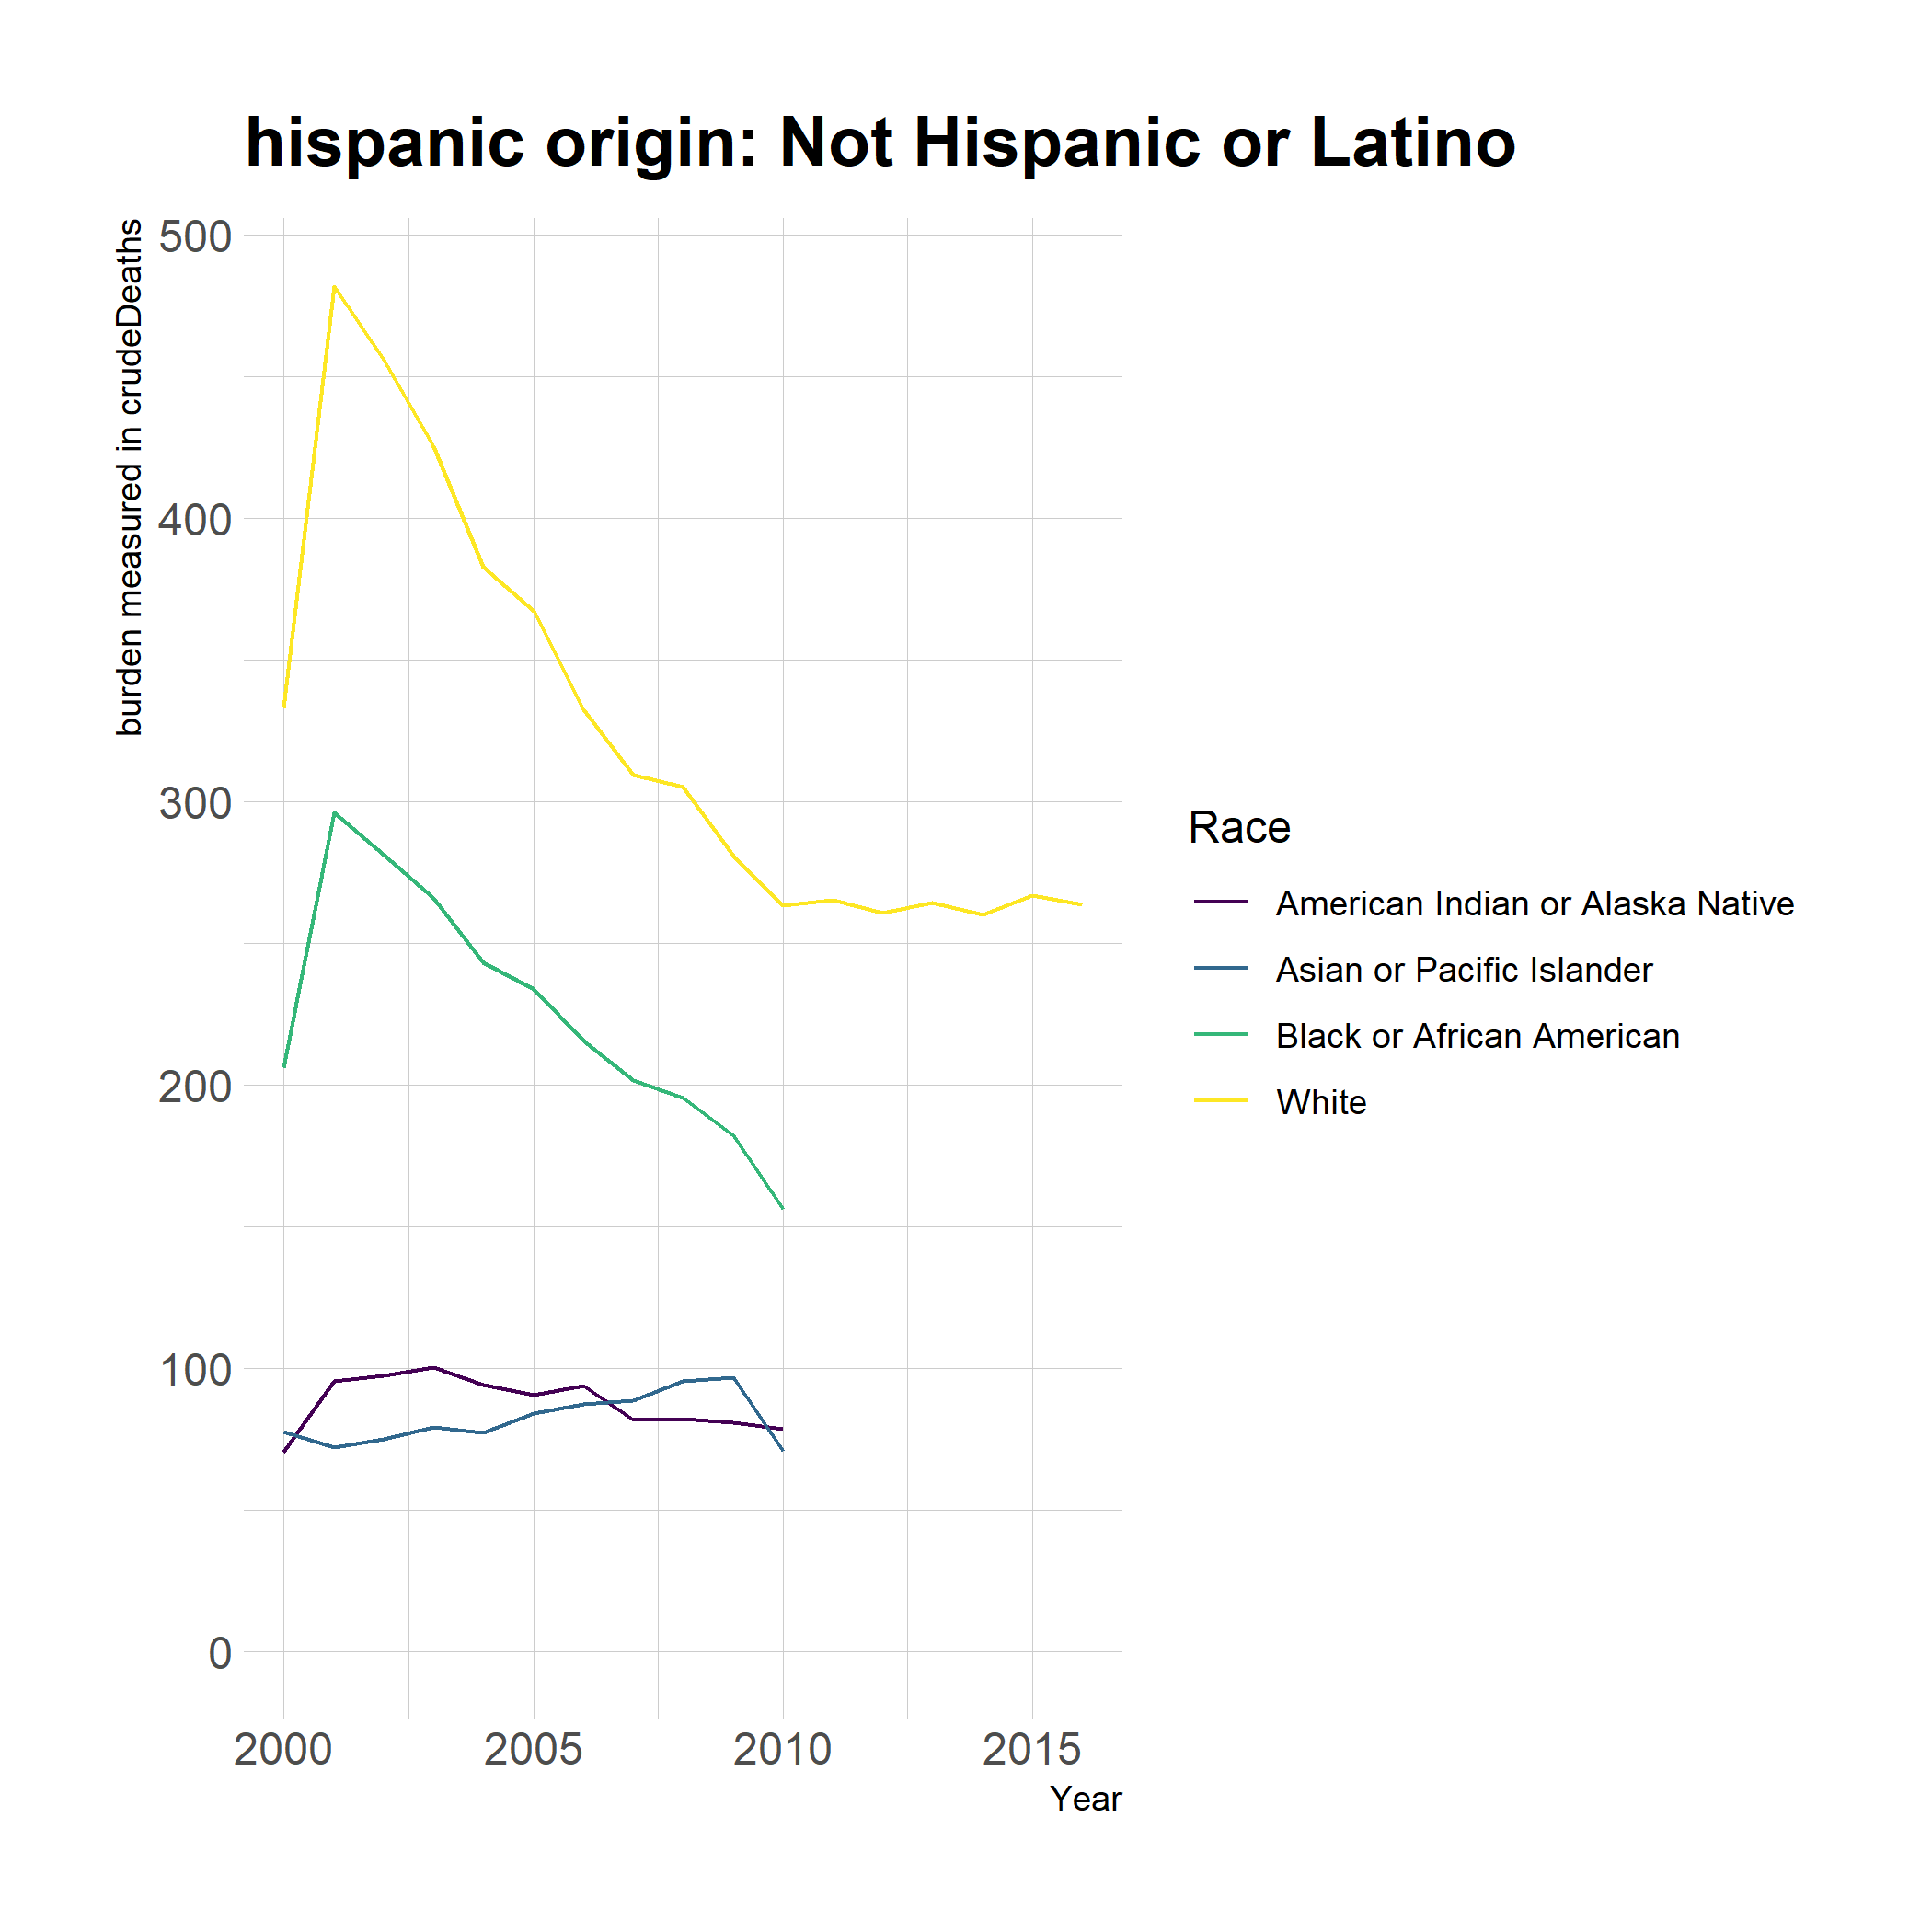 hispanic origin: Not Hispanic or Latino
burden measured in crudeDeaths
500
400
300
200
100
0
2000
2005
2010
2015
Year
Race
American Indian or Alaska Native
Asian or Pacific Islander
Black or African American
White